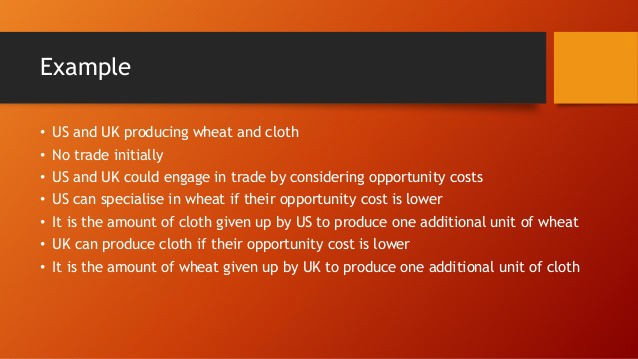 Example
• US and UK producing wheat and cloth
• No trade initially
• US and UK could engage in trade by considering opportunity costs
• US can specialise in wheat if their opportunity cost is lower
• It is the amount of cloth given up by US to produce one additional unit of wheat
• UK can produce cloth if their opportunity cost is lower
• It is the amount of wheat given up by UK to produce one additional unit of cloth